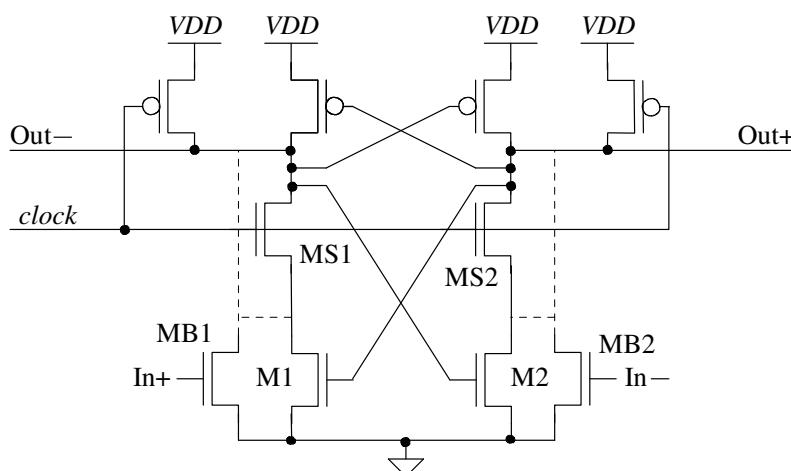 VDD VDD VDD VDD
Out− Out+
clock
MS1 MS2
MB1 MB2
In+ M1 M2 In −